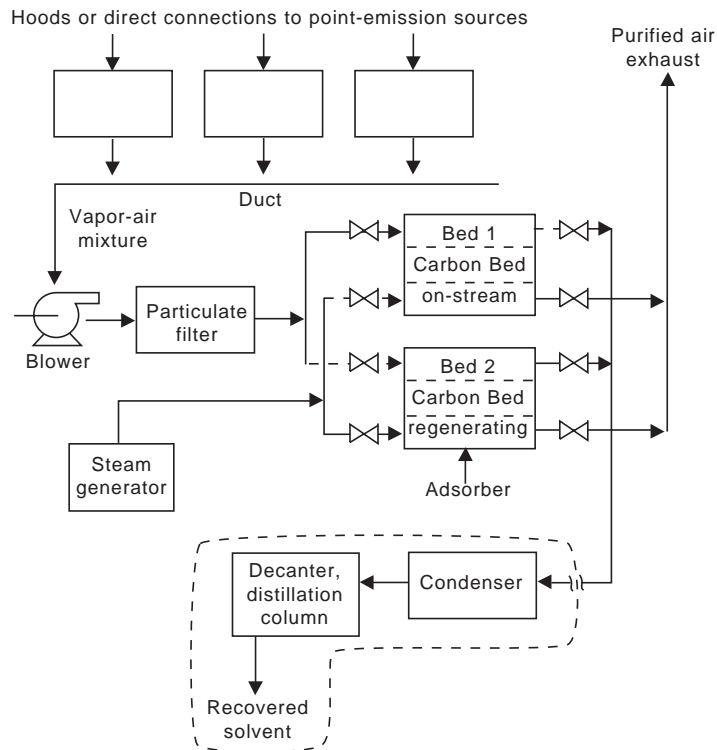 Hoods or direct connections to point-emission sources
Purified air
exhaust
Duct
Vapor-air
mixture
Bed 1
Carbon Bed
on-stream
Particulate
filter
Blower
Bed 2
Carbon Bed
regenerating
Steam
generator
Adsorber
Decanter,
distillation
column
Condenser
Recovered
solvent